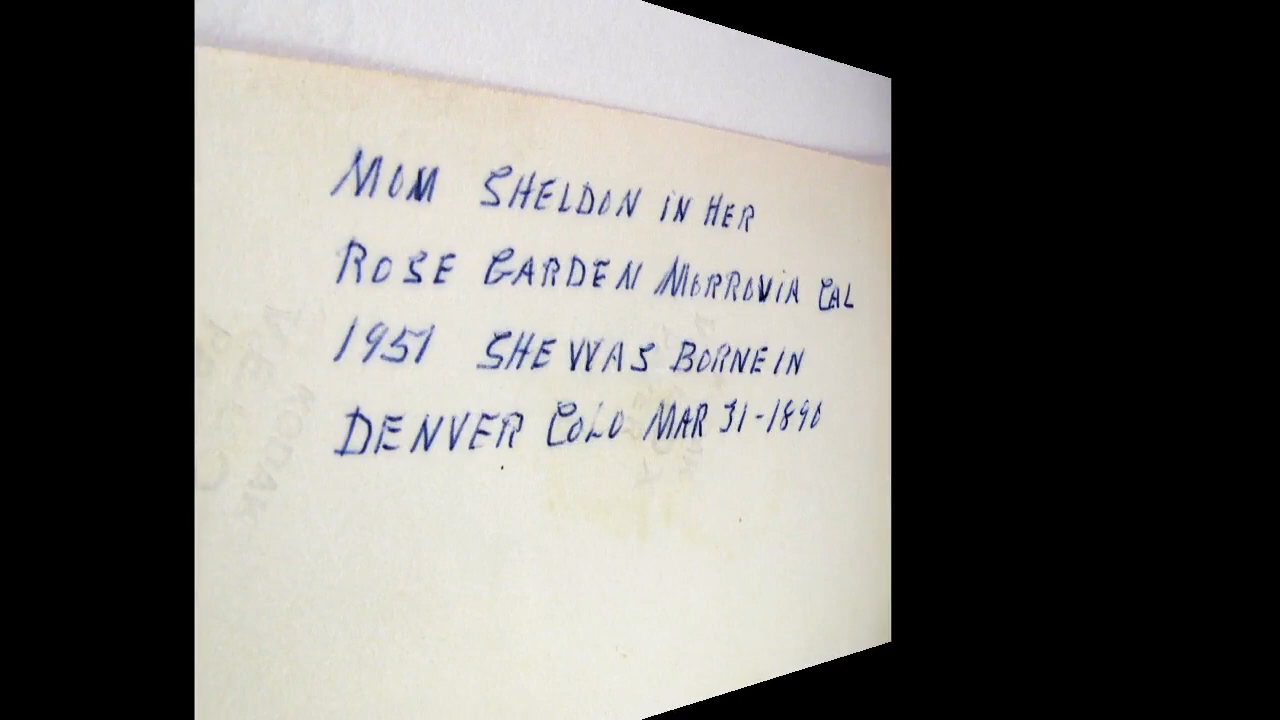 MOM SHELDON IN HER
ROSE GARDEN MORROVIA CAL
1951 SHE WAS BORNE IN
DENVER COLO MAR 31-1890